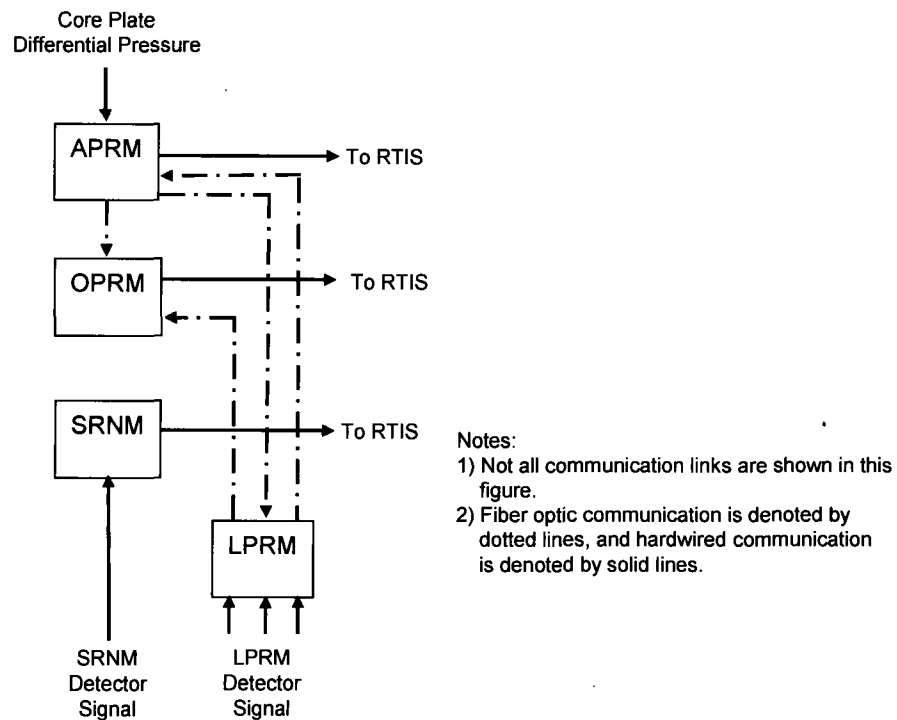 Core Plate
Differential Pressure
APRM
To RTIS
OPRM
To RTIS
SRNM
To RTIS
LPRM
SRNM
Detector
Signal
LPRM
Detector
Signal
Notes:
1) Not all communication links are shown in this
figure.
2) Fiber optic communication is denoted by
dotted lines, and hardwired communication
is denoted by solid lines.